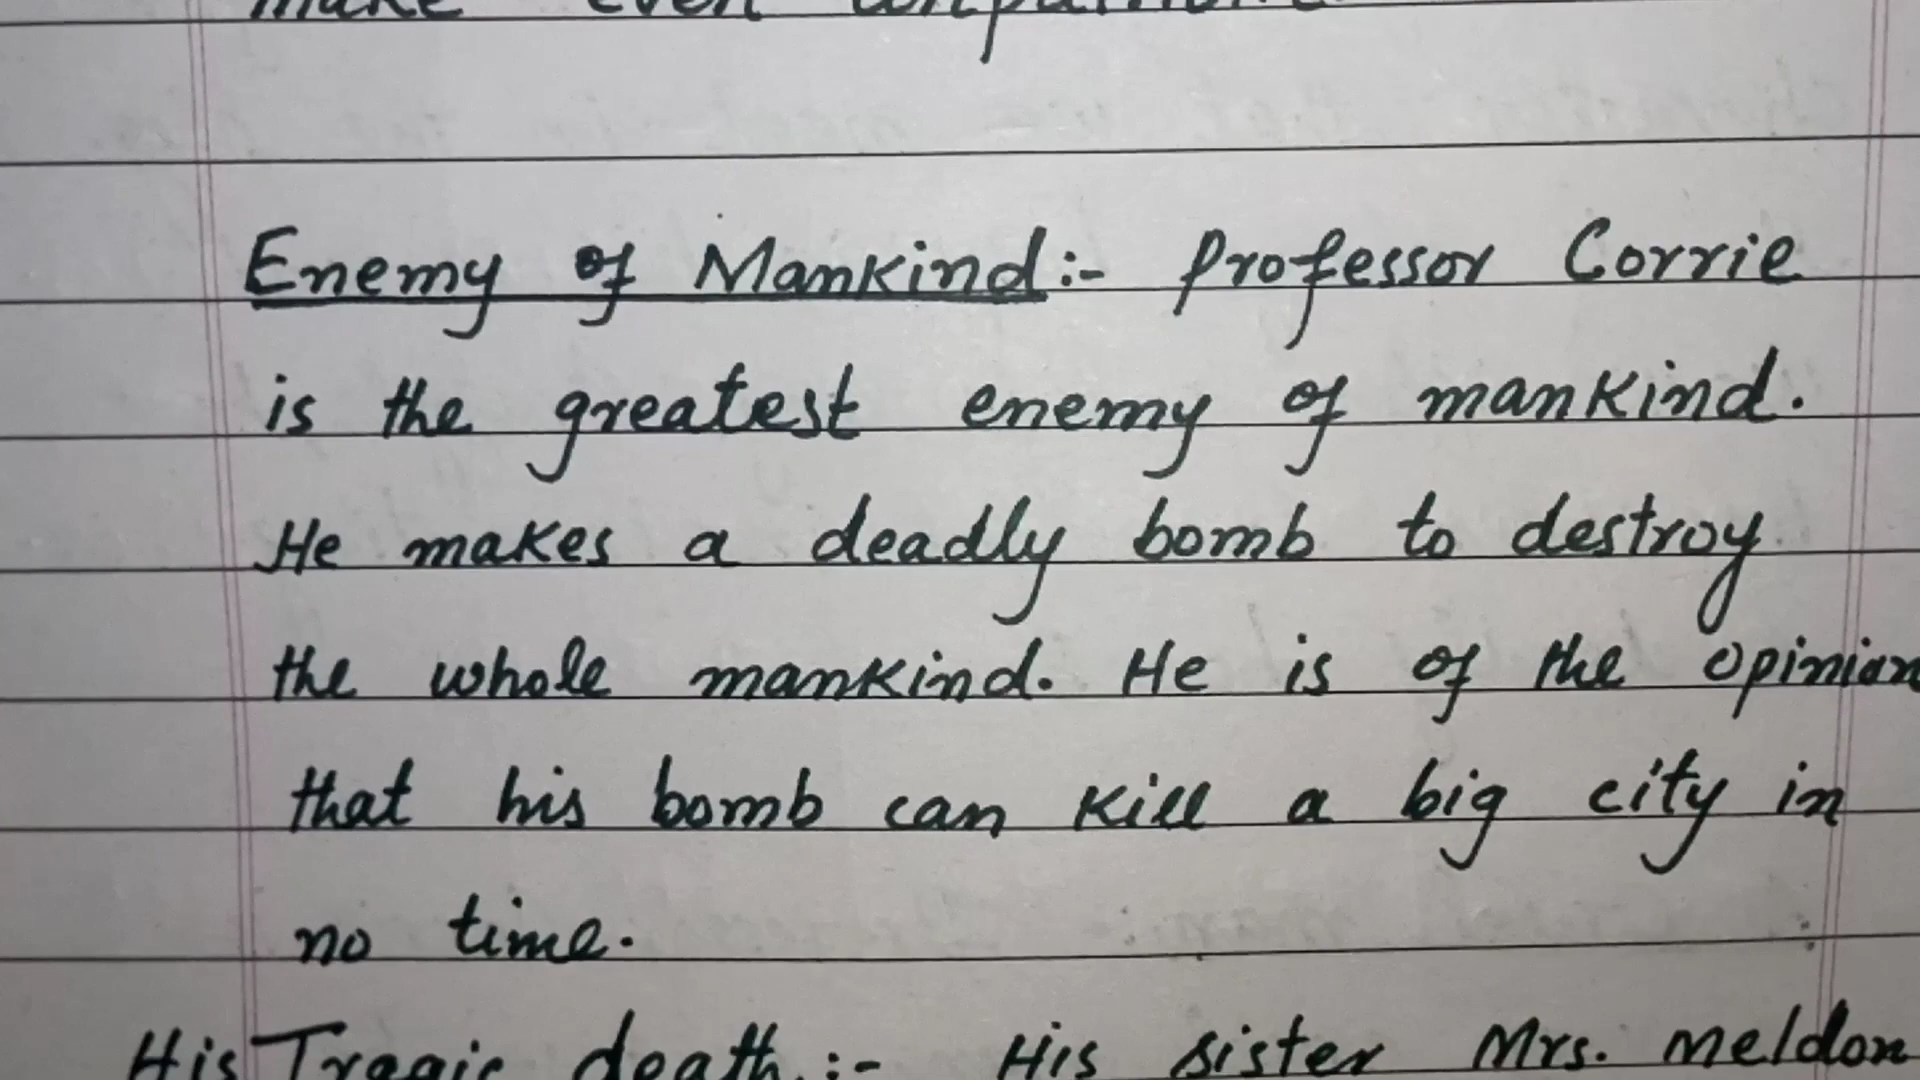 make even
Enemy of Mankind:- Professor Corrie
is the greatest enemy of mankind.
He makes a deadly bomb to destroy
the whole mankind. He is of the opinion
that his bomb can kill a big city in
no time.
His Tragic death:- His sister Mrs. Meldon